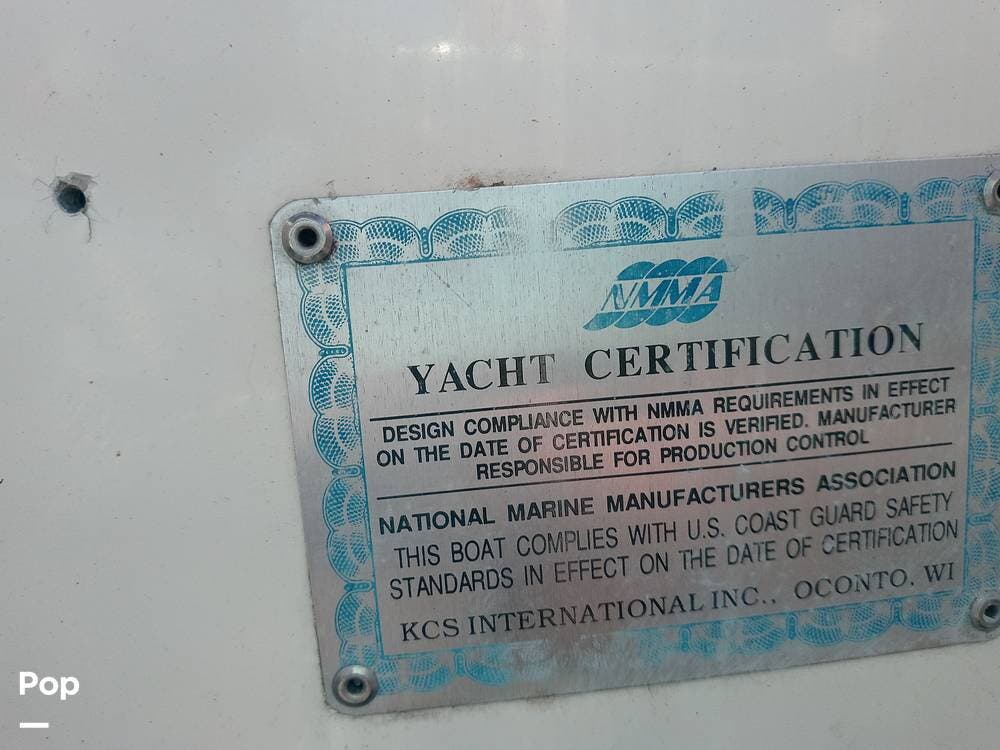 NMMA
YACHT CERTIFICATION
DESIGN COMPLIANCE WITH NMMA REQUIREMENTS IN EFFECT
ON THE DATE OF CERTIFICATION IS VERIFIED. MANUFACTURER
RESPONSIBLE FOR PRODUCTION CONTROL
NATIONAL MARINE MANUFACTURERS ASSOCIATION
THIS BOAT COMPLIES WITH U.S. COAST GUARD SAFETY
STANDARDS IN EFFECT ON THE DATE OF CERTIFICATION
KCS INTERNATIONAL INC., OCONTO, WI
Pop